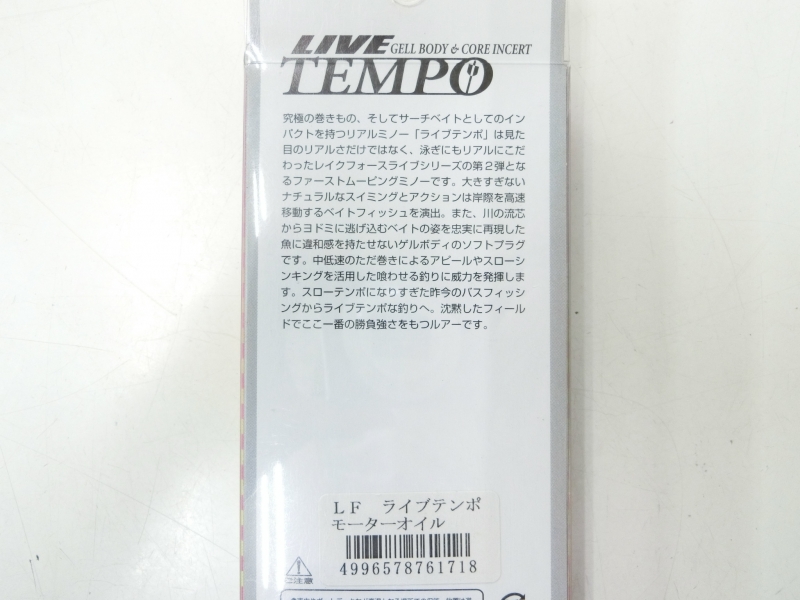 LIVE GELL BODY & CORE INCERT
TEMPO
究極の巻きもの、そしてサーチベイトとしてのイン
パクトを持つリアルミノー「ライブテンポ」は見た
目のリアルさだけではなく、泳ぎにもリアルにこだ
わったレイクフォースライブシリーズの第2弾とな
るファーストムービングミノーです。大きすぎない
ナチュラルなスイミングとアクションは岸際を高速
移動するベイトフィッシュを演出。また、川の流芯
からヨドミに逃げ込むベイトの姿を忠実に再現した
魚に違和感を持たせないゲルボディのソフトプラグ
です。中低速のただ巻きによるアピールやスローシ
ンキングを活用した喰わせる釣りに威力を発揮しま
す。スローテンポになりすぎた昨今のバスフィッシ
ングからライブテンポな釣りへ。沈黙したフィール
ドでここ一番の勝負強さをもつルアーです。
LF ライブテンポ
モーターオイル
4996578761718
ご注意